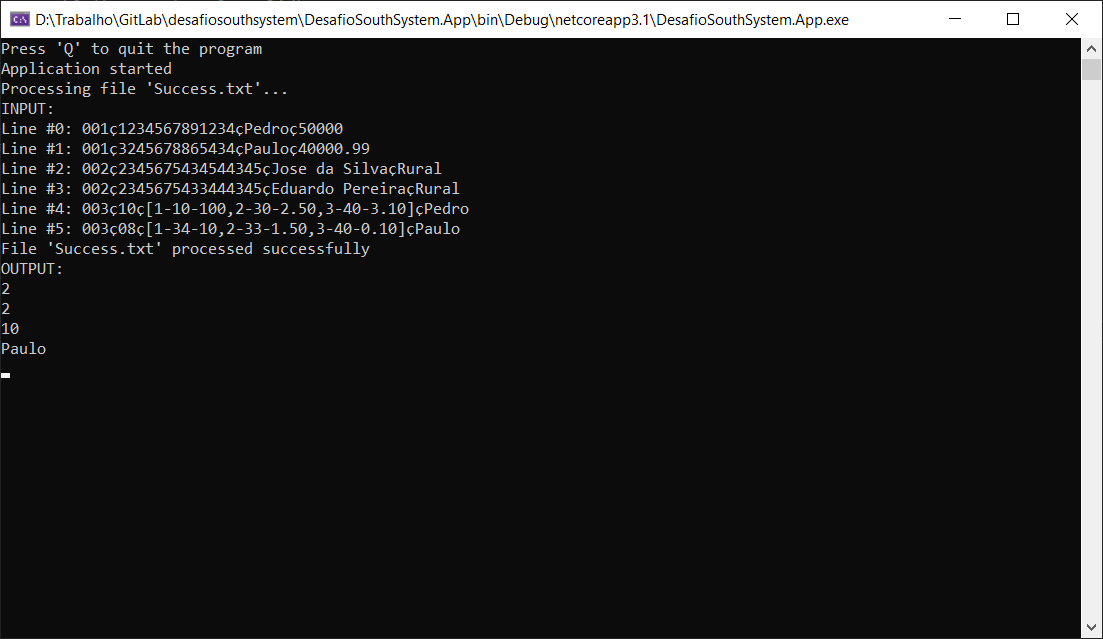 D:\Trabalho\GitLab\desafiosouthsystem\DesafioSouthSystem.App\bin\Debug\netcoreapp3.1\DesafioSouthSystem.App.exe
Press 'Q' to quit the program
Application started
Processing file 'Success.txt'...
INPUT:
Line #0: 001ç1234567891234çPedroç50000
Line #1: 001ç3245678865434çPauloç40000.99
Line #2: 002ç2345675434544345çJose da SilvaçRural
Line #3: 002ç2345675433444345çEduardo PereiraçRural
Line #4: 003ç10ç[1-10-100,2-30-2.50,3-40-3.10]çPedro
Line #5: 003ç08ç[1-34-10,2-33-1.50,3-40-0.10]çPaulo
File 'Success.txt' processed successfully
OUTPUT:
2
2
10
Paulo